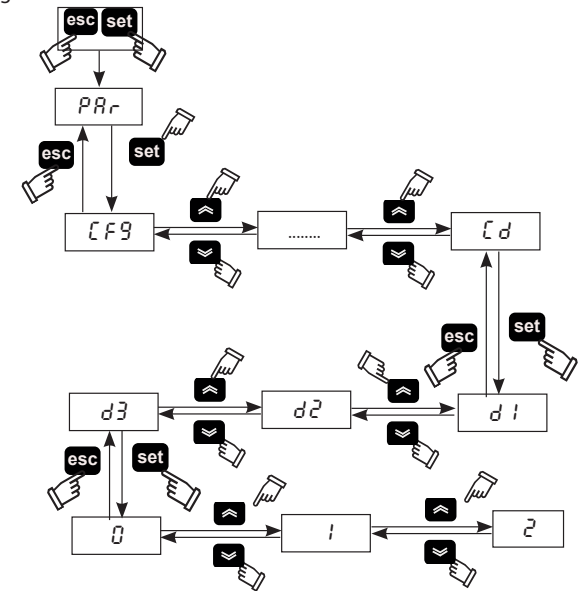 esc set
PAr
esc set
CF9 ........ Cd
esc set
d3 d2 d1
esc set
0 1 2